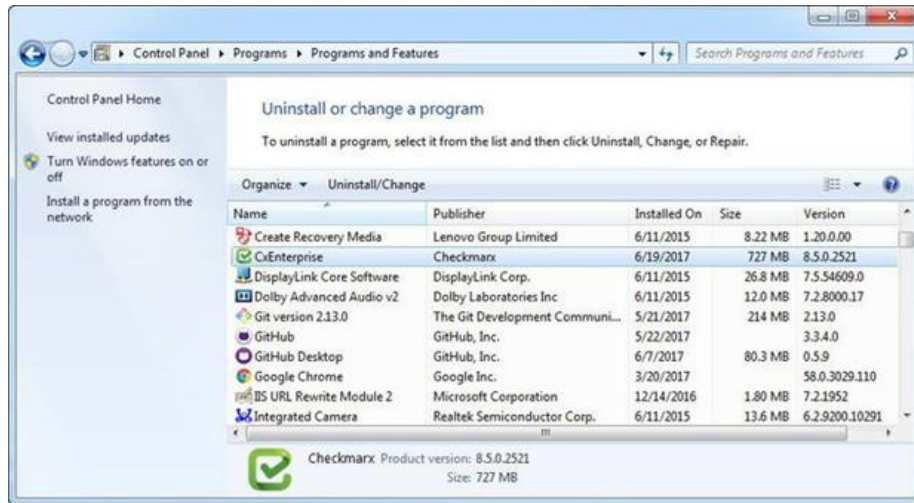 Control Panel ▸ Programs ▸ Programs and Features
Search Programs and Features
Control Panel Home
View installed updates
Turn Windows features on or
off
Install a program from the
network
Uninstall or change a program
To uninstall a program, select it from the list and then click Uninstall, Change, or Repair.
Organize Uninstall/Change
Name Publisher Installed On Size Version
Create Recovery Media Lenovo Group Limited 6/11/2015 8.22 MB 1.20.0.00
CxEnterprise Checkmarx 6/19/2017 727 MB 8.5.0.2521
DisplayLink Core Software DisplayLink Corp. 6/11/2015 26.8 MB 7.5.54609.0
Dolby Advanced Audio v2 Dolby Laboratories Inc 6/11/2015 12.0 MB 7.2.8000.17
Git version 2.13.0 The Git Development Communi... 5/21/2017 214 MB 2.13.0
GitHub GitHub, Inc. 5/22/2017 3.3.4.0
GitHub Desktop GitHub, Inc. 6/7/2017 80.3 MB 0.5.9
Google Chrome Google Inc. 3/20/2017 58.0.3029.110
IIS URL Rewrite Module 2 Microsoft Corporation 12/14/2016 1.80 MB 7.2.1952
Integrated Camera Realtek Semiconductor Corp. 6/11/2015 13.6 MB 6.2.9200.10291
Checkmarx Product version: 8.5.0.2521
Size: 727 MB